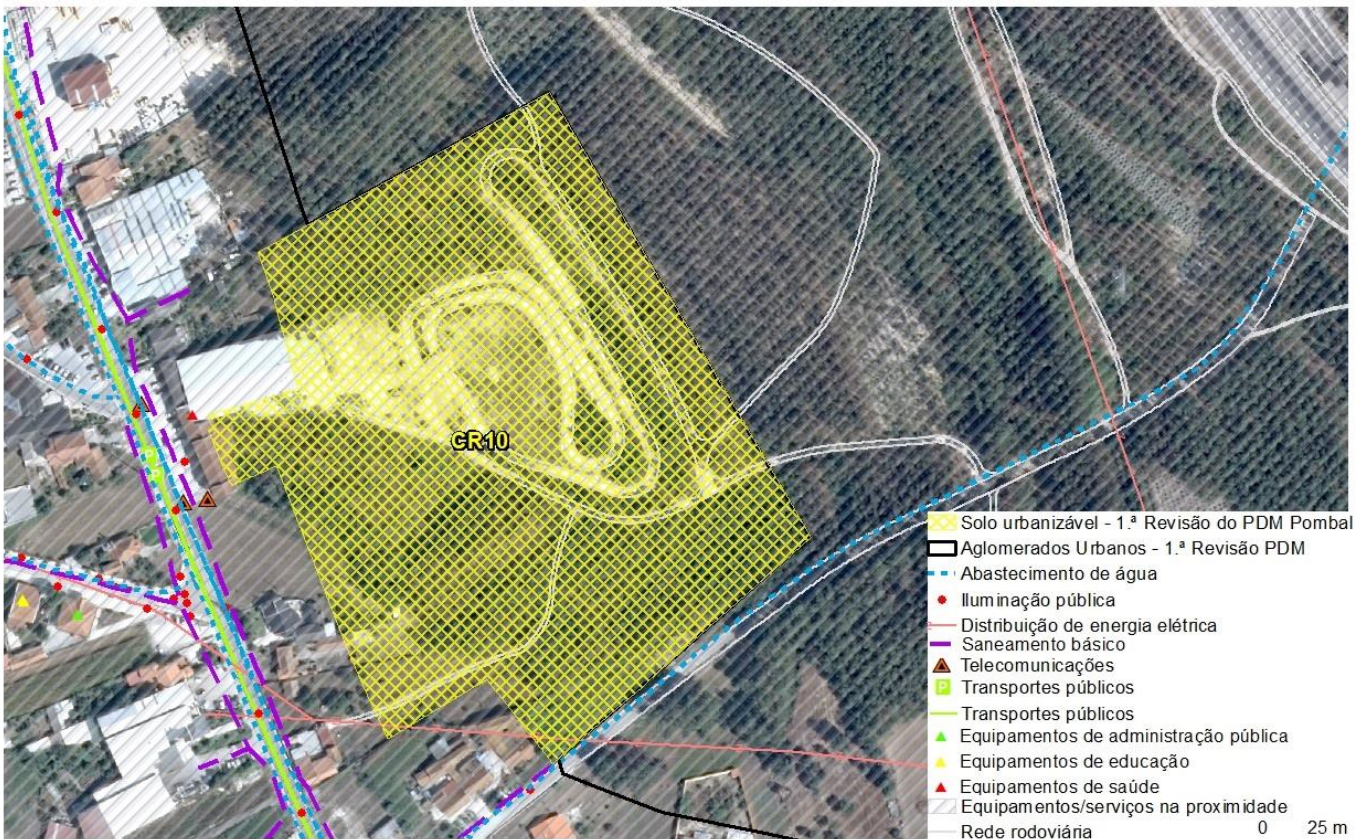 CR10
P
P
Solo urbanizável - 1.ª Revisão do PDM Pombal
Aglomerados Urbanos - 1.ª Revisão PDM
Abastecimento de água
Iluminação pública
Distribuição de energia elétrica
Saneamento básico
Telecomunicações
P Transportes públicos
Transportes públicos
Equipamentos de administração pública
Equipamentos de educação
Equipamentos de saúde
Equipamentos/serviços na proximidade
Rede rodoviária
0 25 m